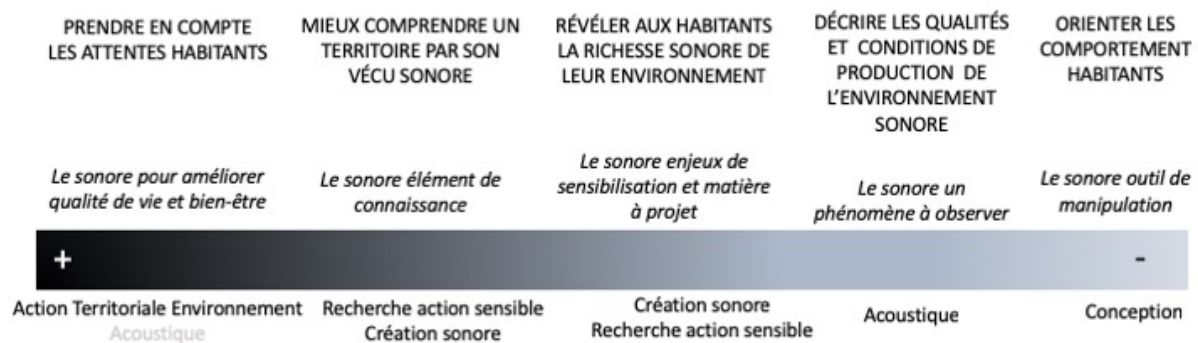 PRENDRE EN COMPTE
LES ATTENTES HABITANTS
MIEUX COMPRENDRE UN
TERRITOIRE PAR SON
VÉCU SONORE
RÉVÉLER AUX HABITANTS
LA RICHESSE SONORE DE
LEUR ENVIRONNEMENT
DÉCRIRE LES QUALITÉS
ET CONDITIONS DE
PRODUCTION DE
L'ENVIRONNEMENT
SONORE
ORIENTER LES
COMPORTEMENT
HABITANTS
Le sonore pour améliorer
qualité de vie et bien-être
Le sonore élément de
connaissance
Le sonore enjeux de
sensibilisation et matière
à projet
Le sonore un
phénomène à observer
Le sonore outil de
manipulation
+
-
Action Territoriale Environnement
Acoustique
Recherche action sensible
Création sonore
Création sonore
Recherche action sensible
Acoustique
Conception